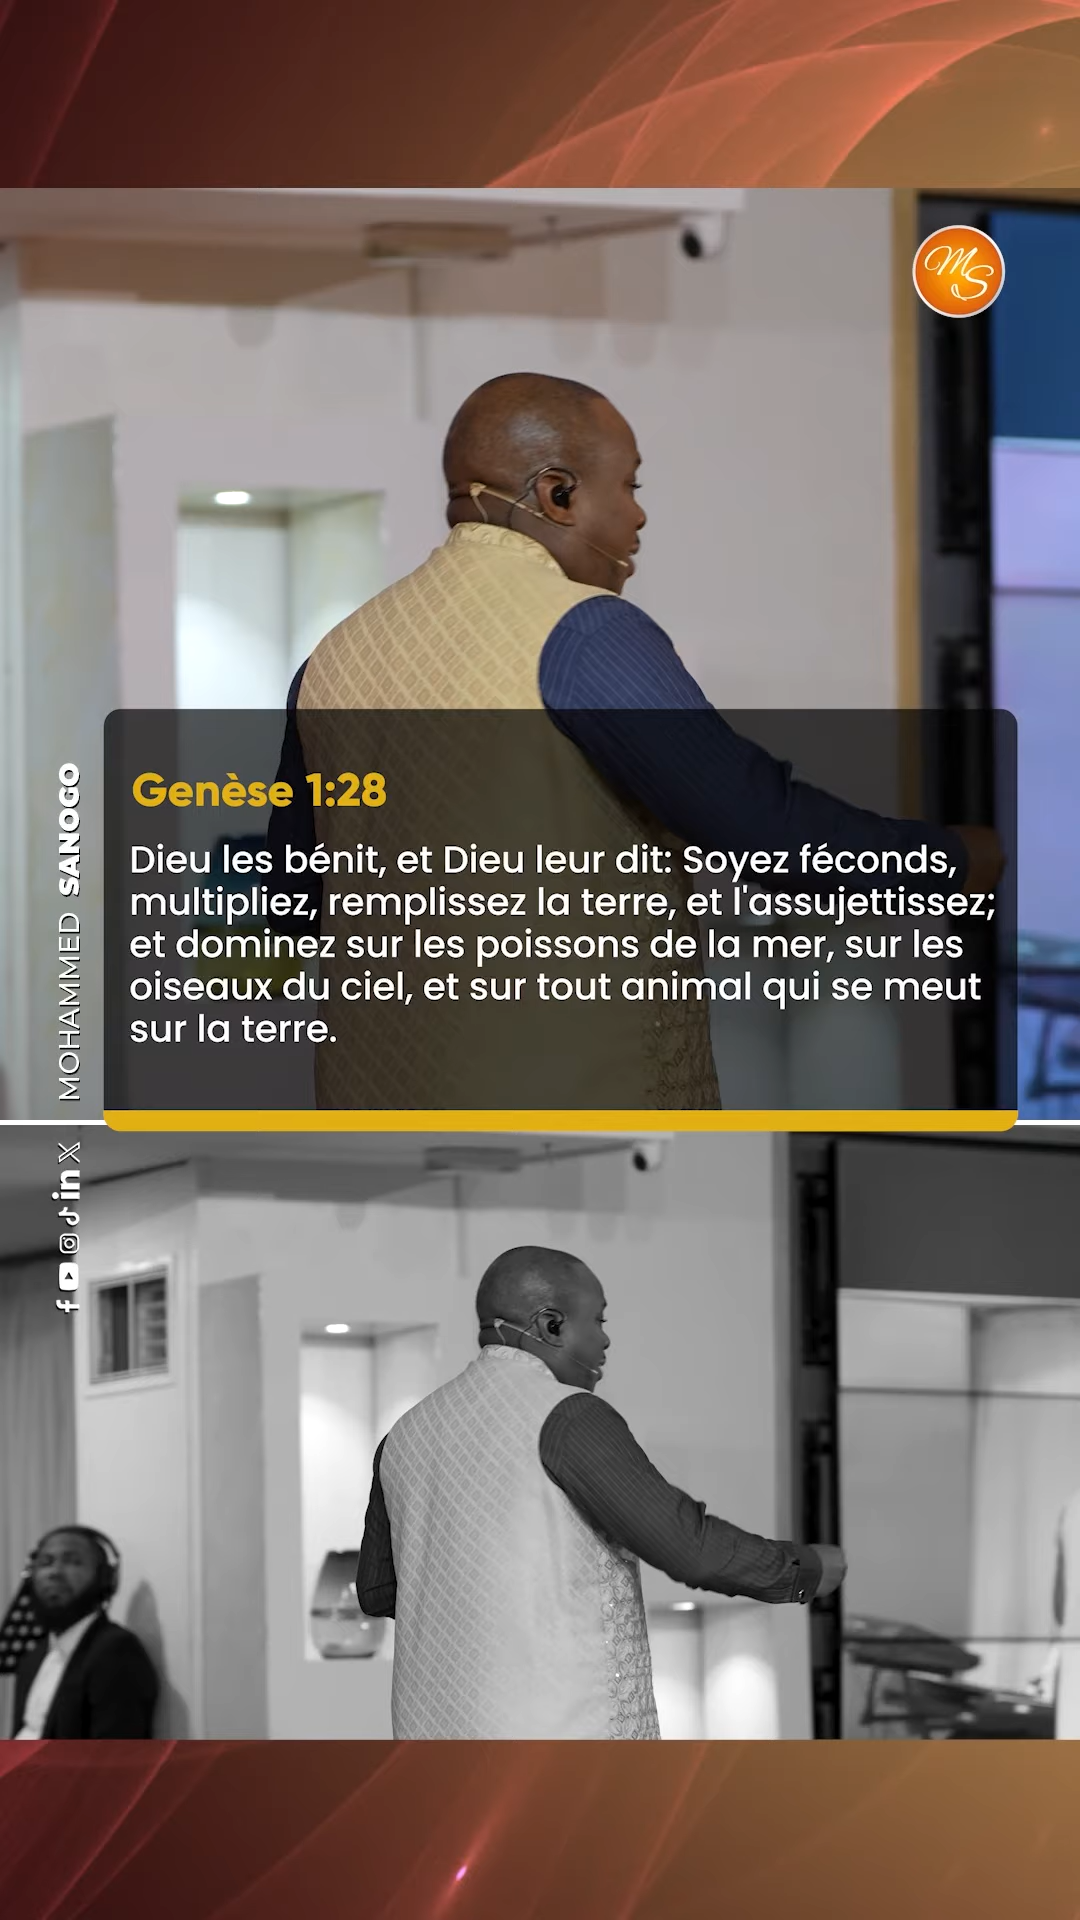 MS
Genèse 1:28
Dieu les bénit, et Dieu leur dit: Soyez féconds,
multipliez, remplissez la terre, et l'assujettissez;
et dominez sur les poissons de la mer, sur les
oiseaux du ciel, et sur tout animal qui se meut
sur la terre.
MOHAMMED SANOGO